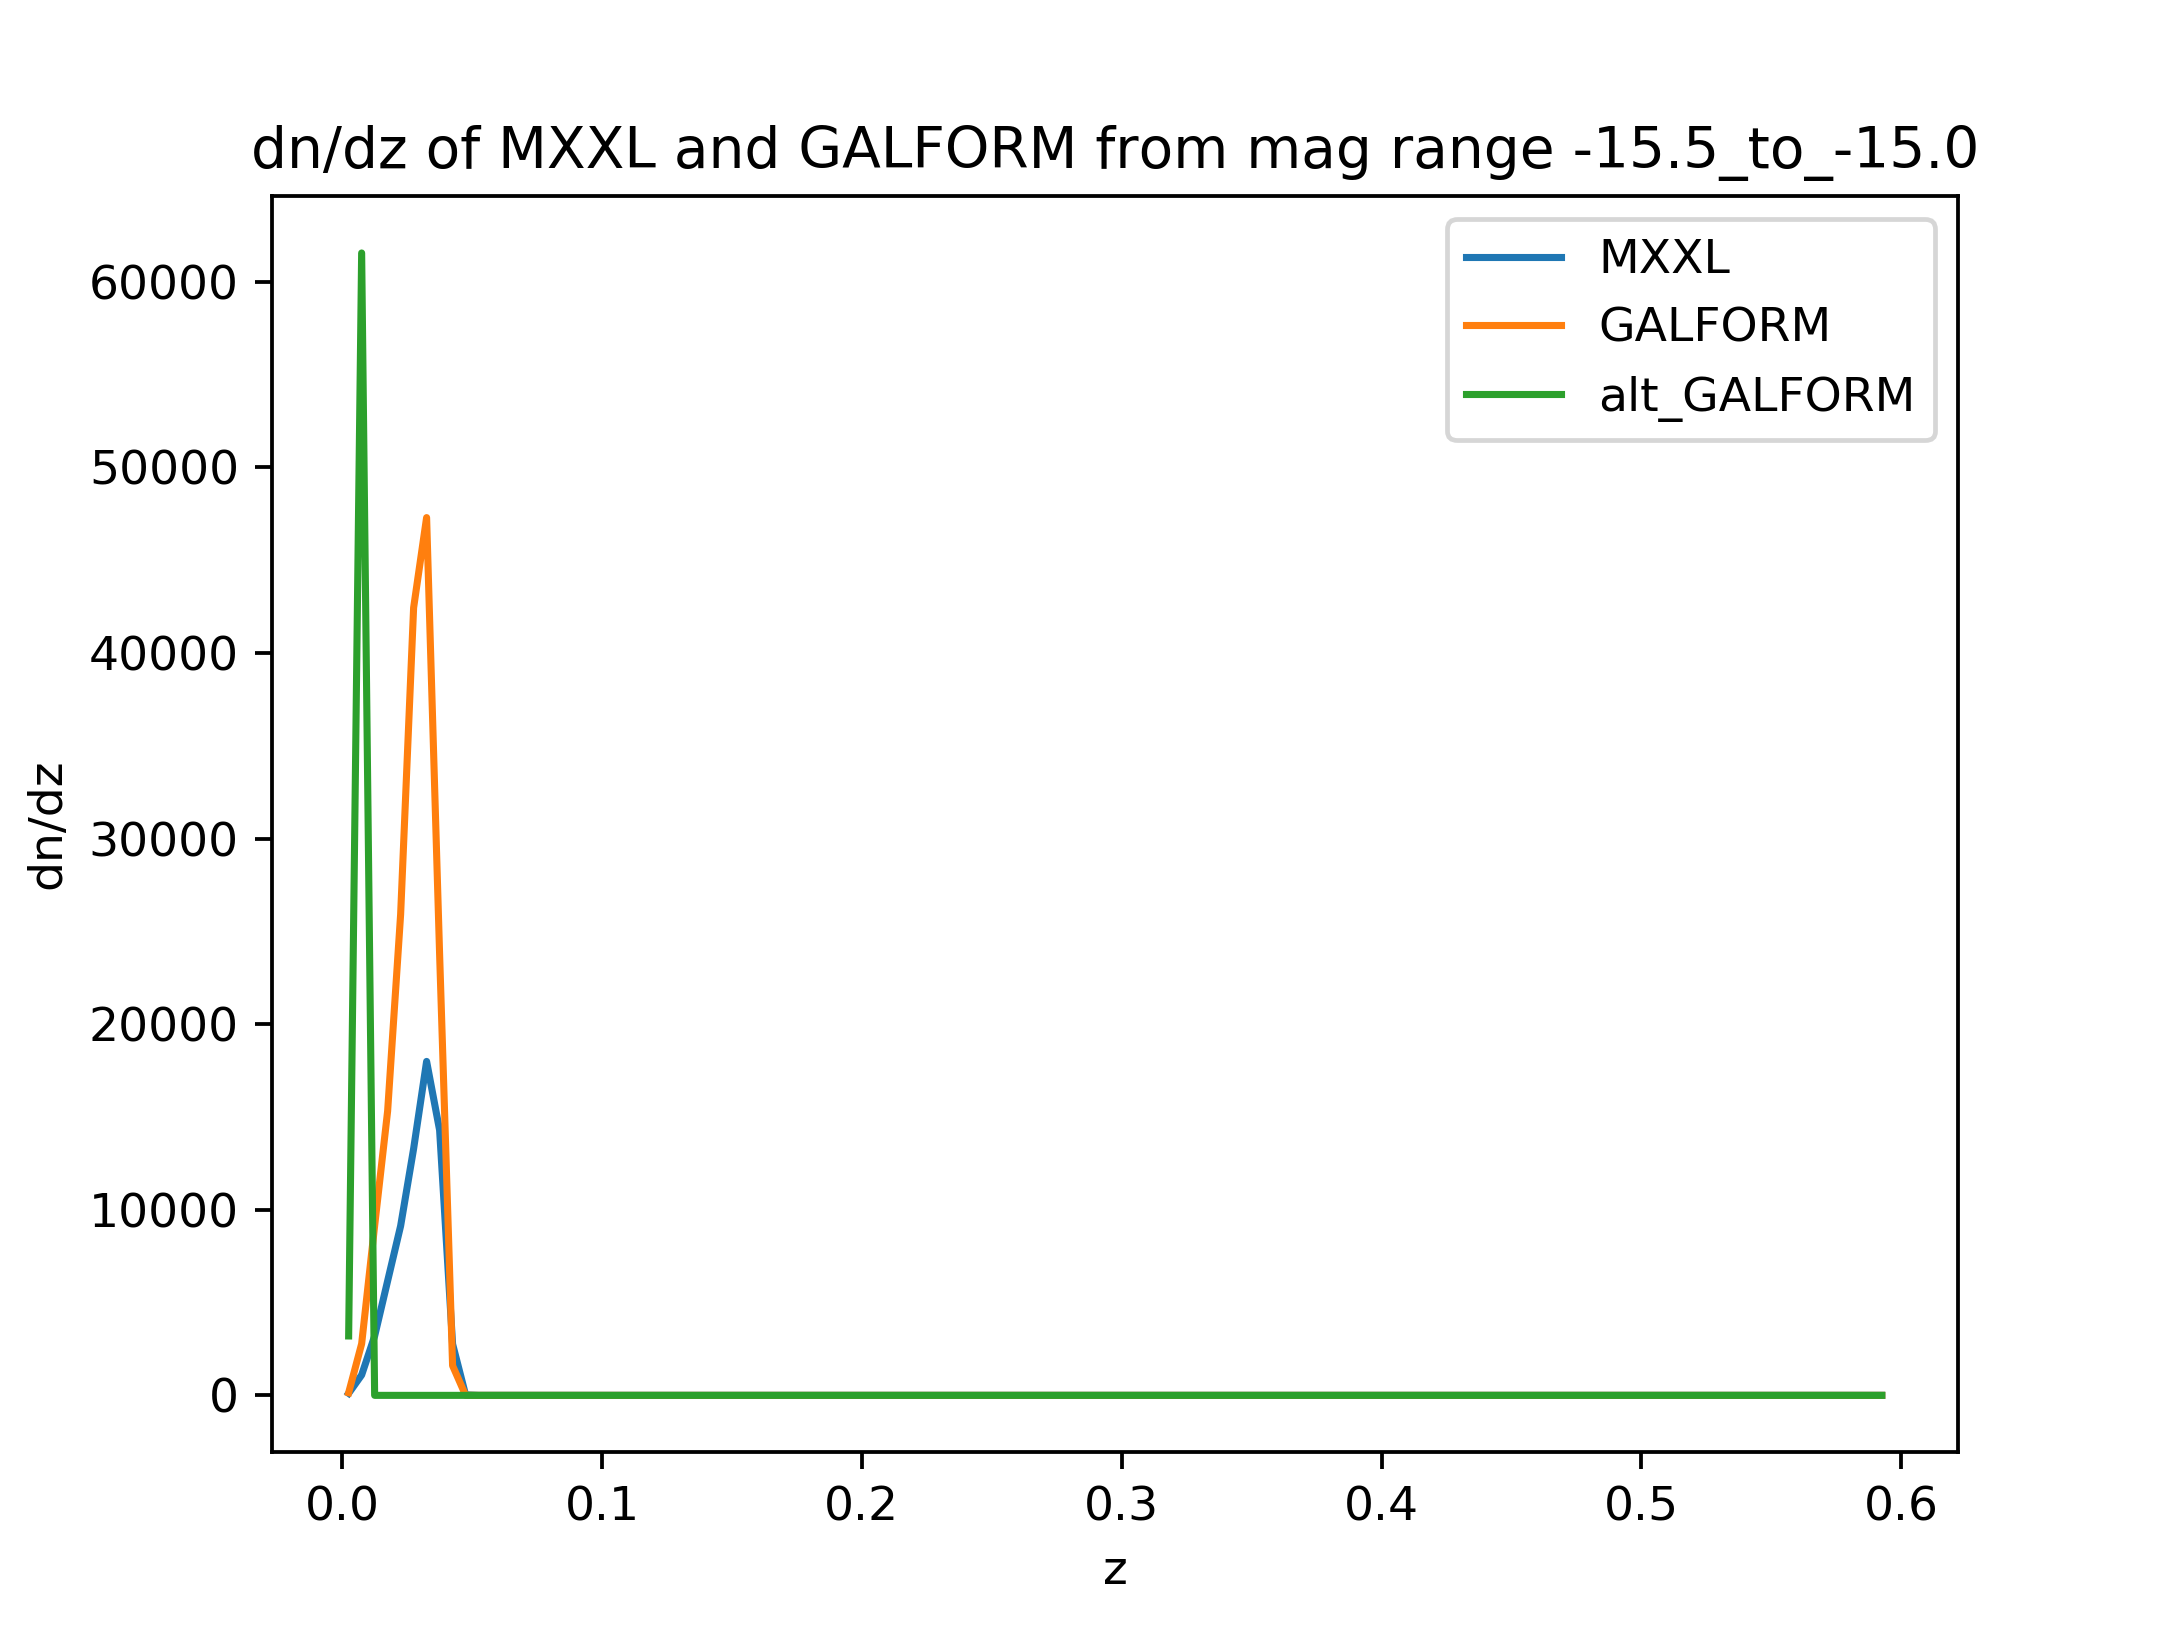 dn/dz of MXXL and GALFORM from mag range -15.5_to_-15.0
MXXL
GALFORM
alt_GALFORM
60000
50000
40000
30000
20000
10000
0
dn/dz
0.0 0.1 0.2 0.3 0.4 0.5 0.6
z